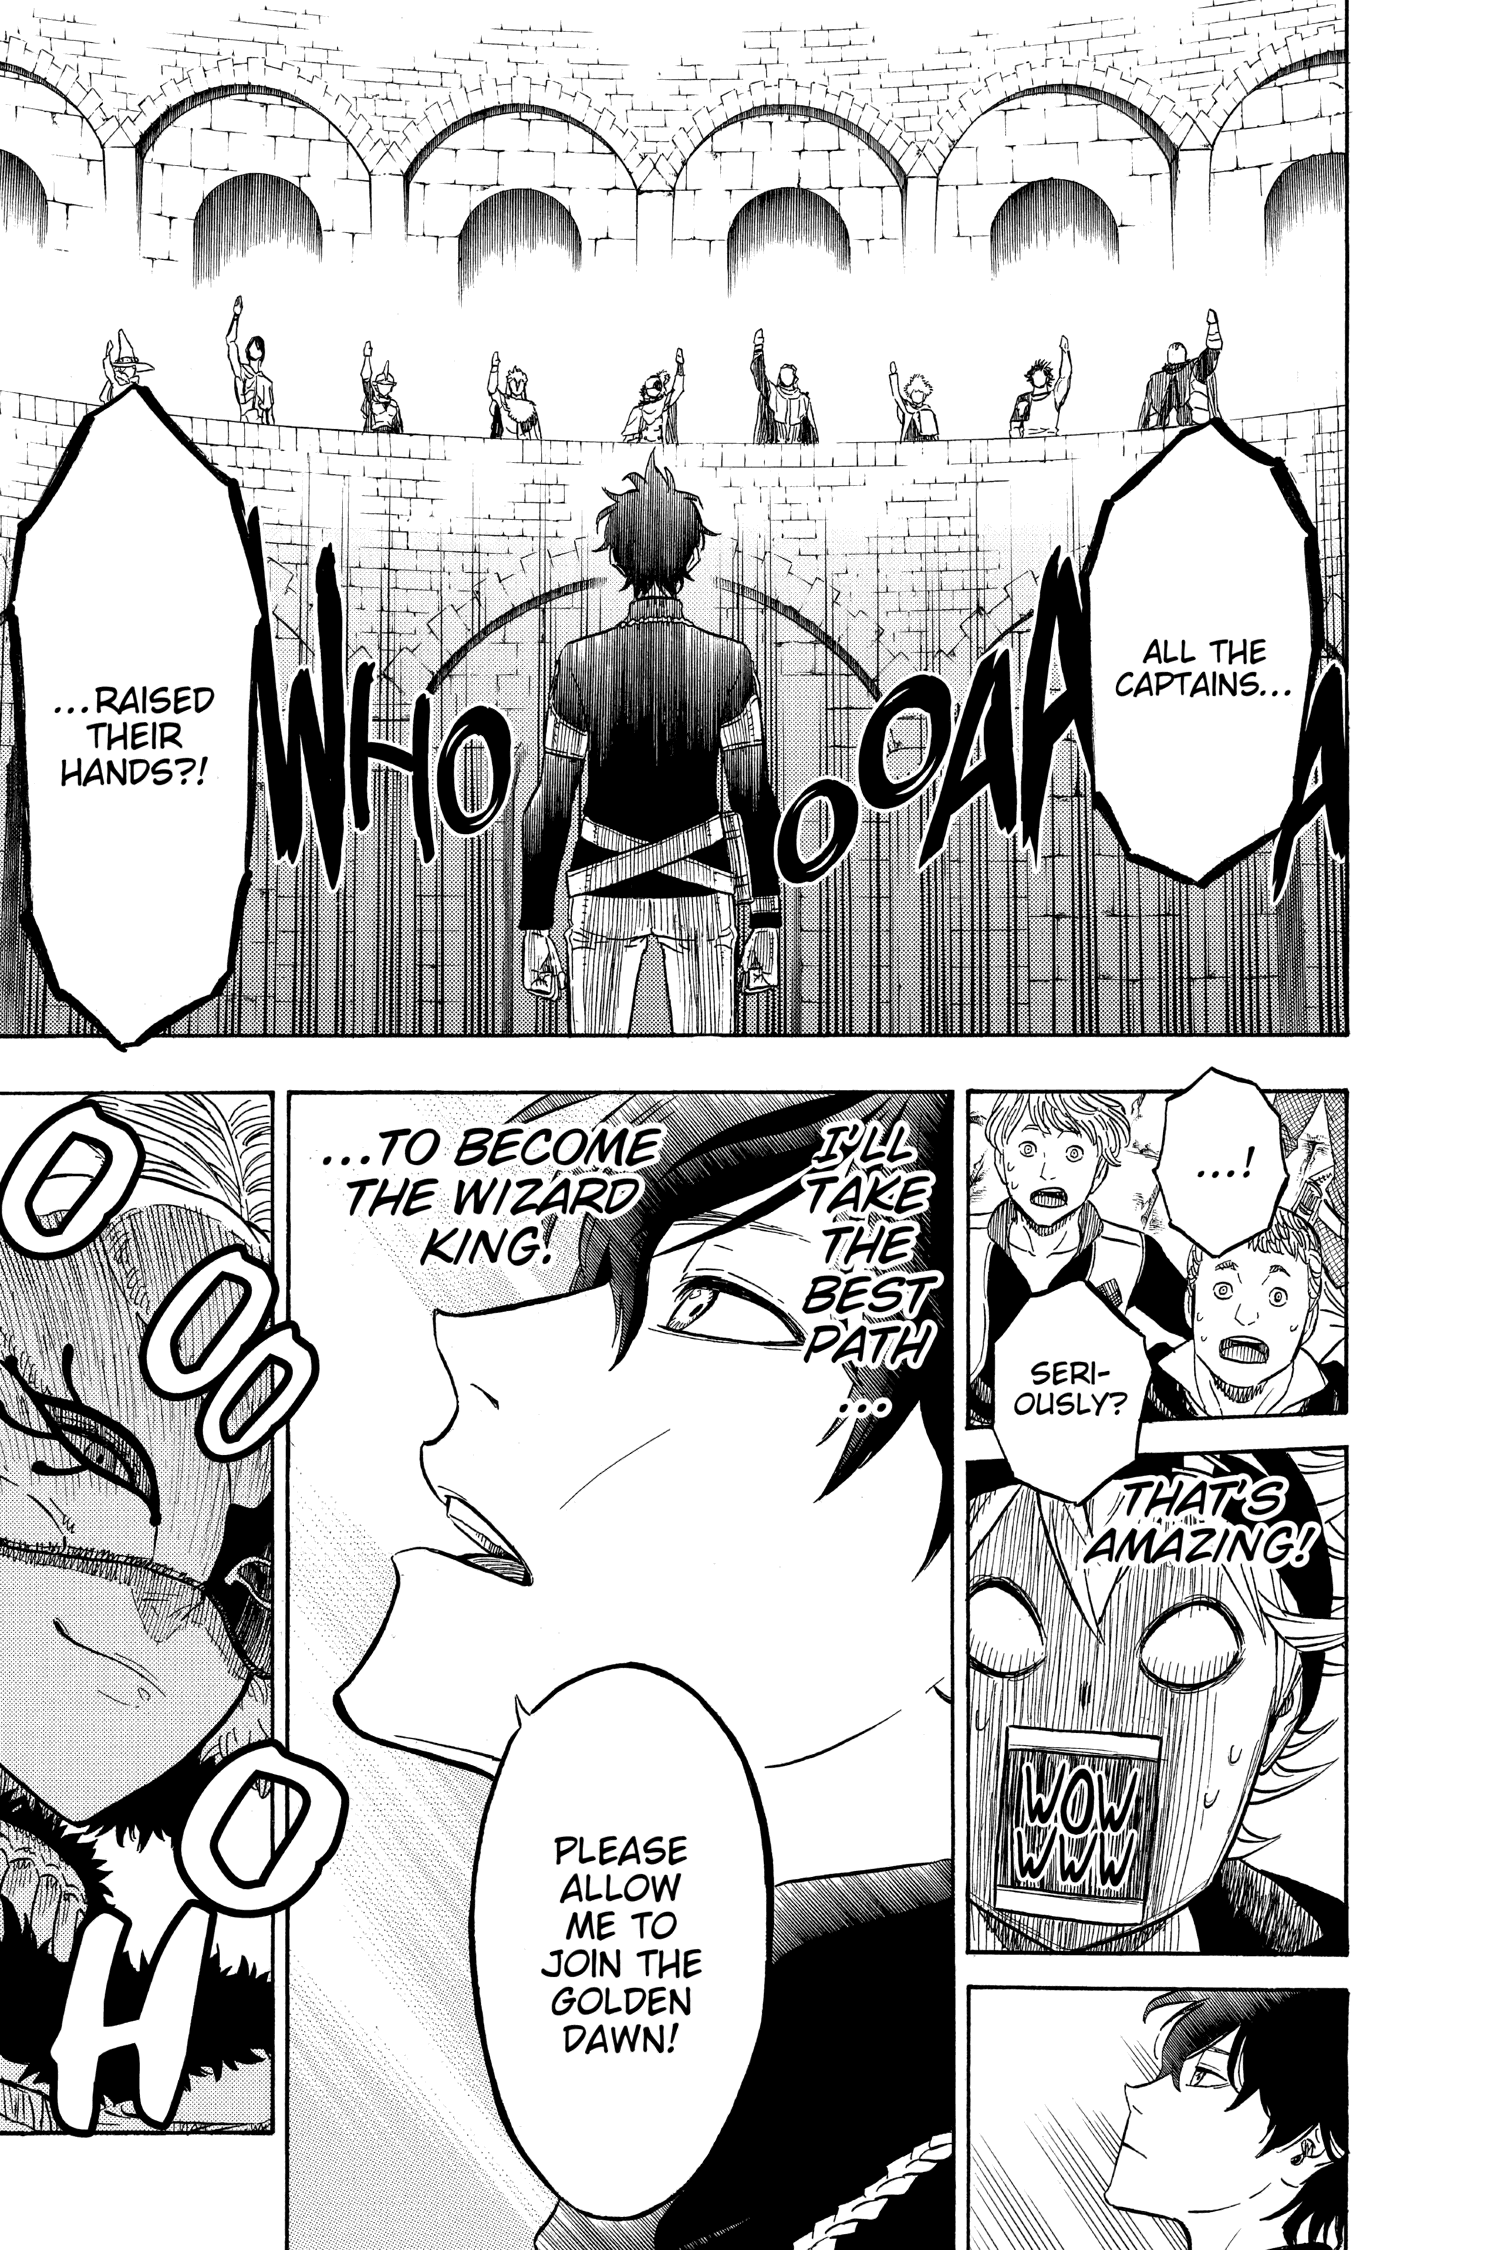 ALL THE
CAPTAINS...
WHOOOAAAA
...RAISED
THEIR
HANDS?!
...!
SERI-
OUSLY?
THAT'S
AMAZING!
WOW
WWW
I'LL
TAKE
THE
BEST
PATH
...
...TO BECOME
THE WIZARD
KING!
PLEASE
ALLOW
ME TO
JOIN THE
GOLDEN
DAWN!
OOOOH